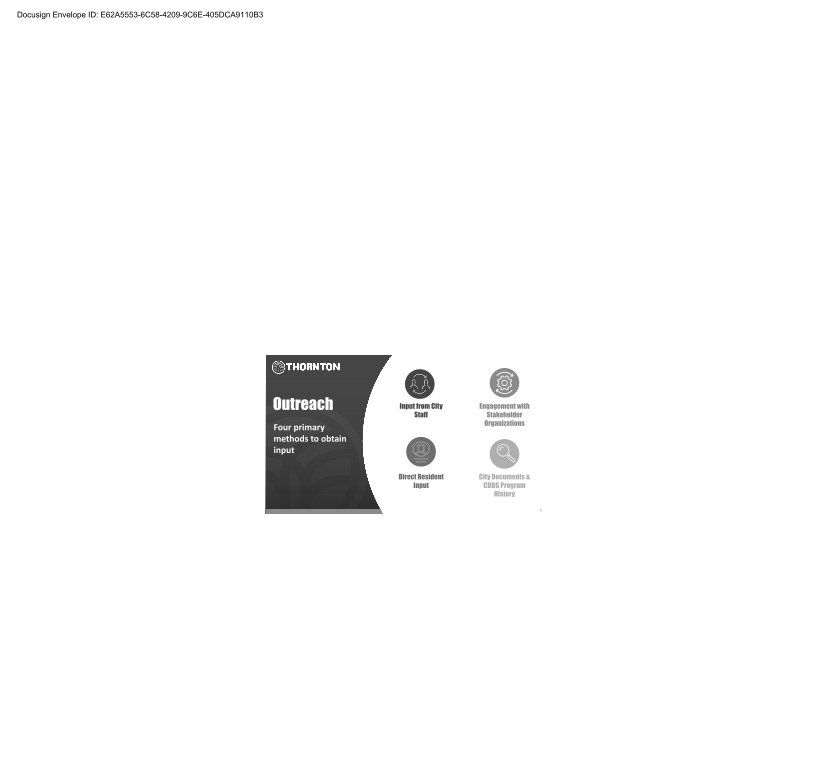 Docusign Envelope ID: E62A5553-6C58-4209-9C6E-405DCA9110B3
THORNTON
Outreach
Four primary
methods to obtain
input
Input from City
Staff
Engagement with
Stakeholder
Organizations
Direct Resident
Input
City Documents &
CDBG Program
History